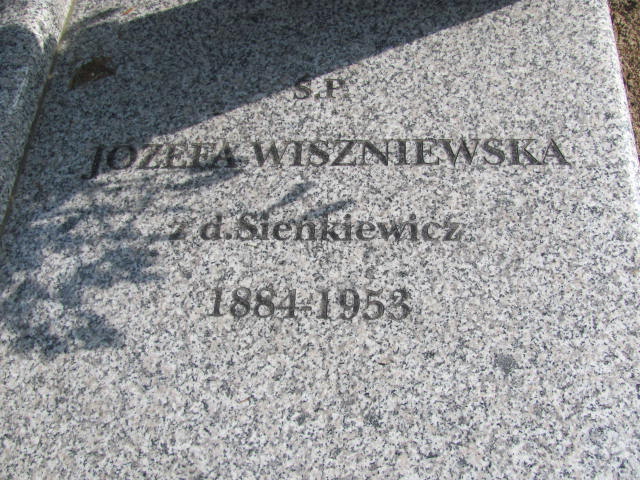 Ś.P.
JÓZEFA WISZNIEWSKA
z d.Sienkiewicz
1884-1953